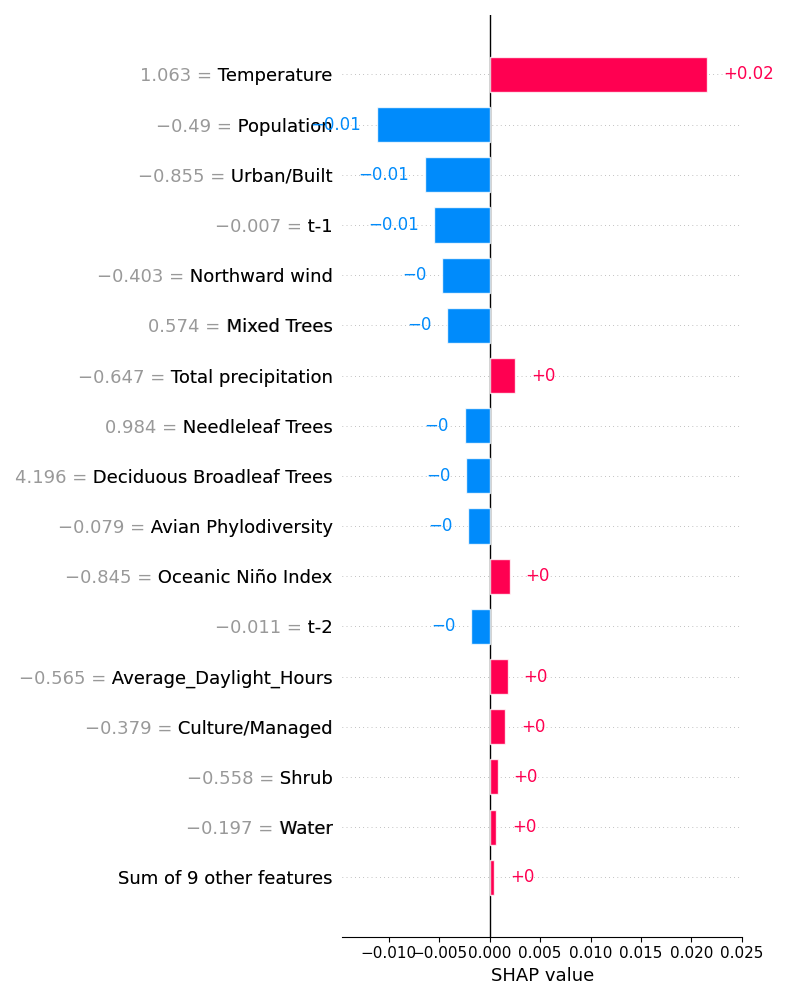 1.063 = Temperature +0.02
−0.49 = Population −0.01
−0.855 = Urban/Built −0.01
−0.007 = t-1 −0.01
−0.403 = Northward wind −0
0.574 = Mixed Trees −0
−0.647 = Total precipitation +0
0.984 = Needleleaf Trees −0
4.196 = Deciduous Broadleaf Trees −0
−0.079 = Avian Phylodiversity −0
−0.845 = Oceanic Niño Index +0
−0.011 = t-2 −0
−0.565 = Average_Daylight_Hours +0
−0.379 = Culture/Managed +0
−0.558 = Shrub +0
−0.197 = Water +0
Sum of 9 other features +0
−0.010 −0.005 0.000 0.005 0.010 0.015 0.020 0.025
SHAP value